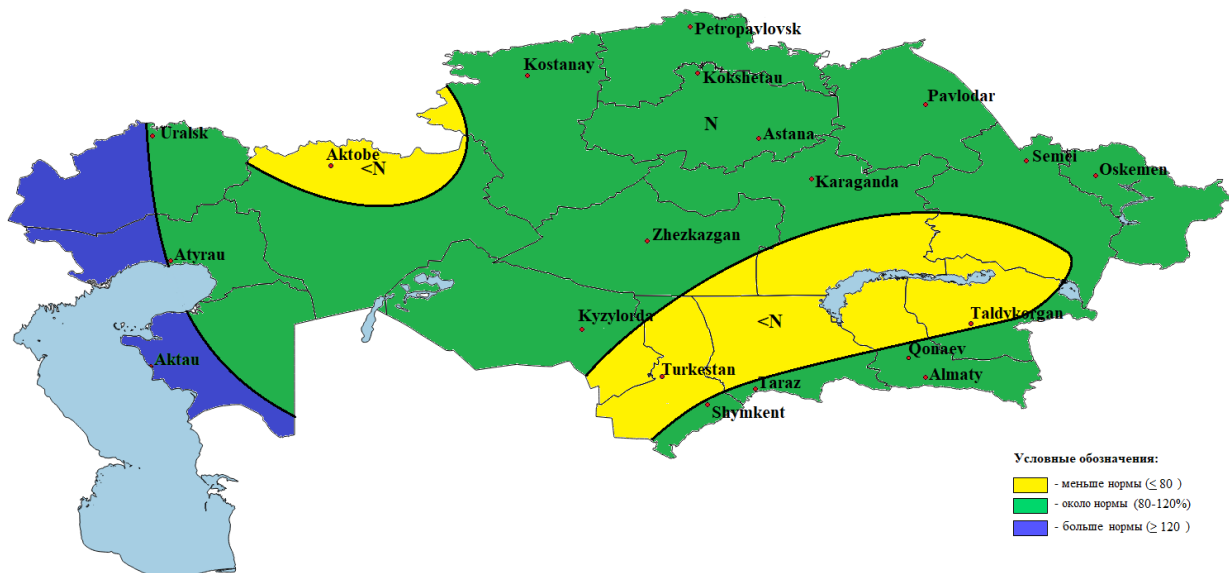 Petropavlovsk
Kostanay
Kokshetau
Pavlodar
N
Uralsk
Astana
Aktobe
<N
Semei
Oskemen
Karaganda
Zhezkazgan
Atyrau
Kyzylorda
<N
Taldykorgan
Qonaev
Aktau
Turkestan
Almaty
Taraz
Shymkent
Условные обозначения:
- меньше нормы (≤ 80 )
- около нормы (80-120%)
- больше нормы (≥ 120 )